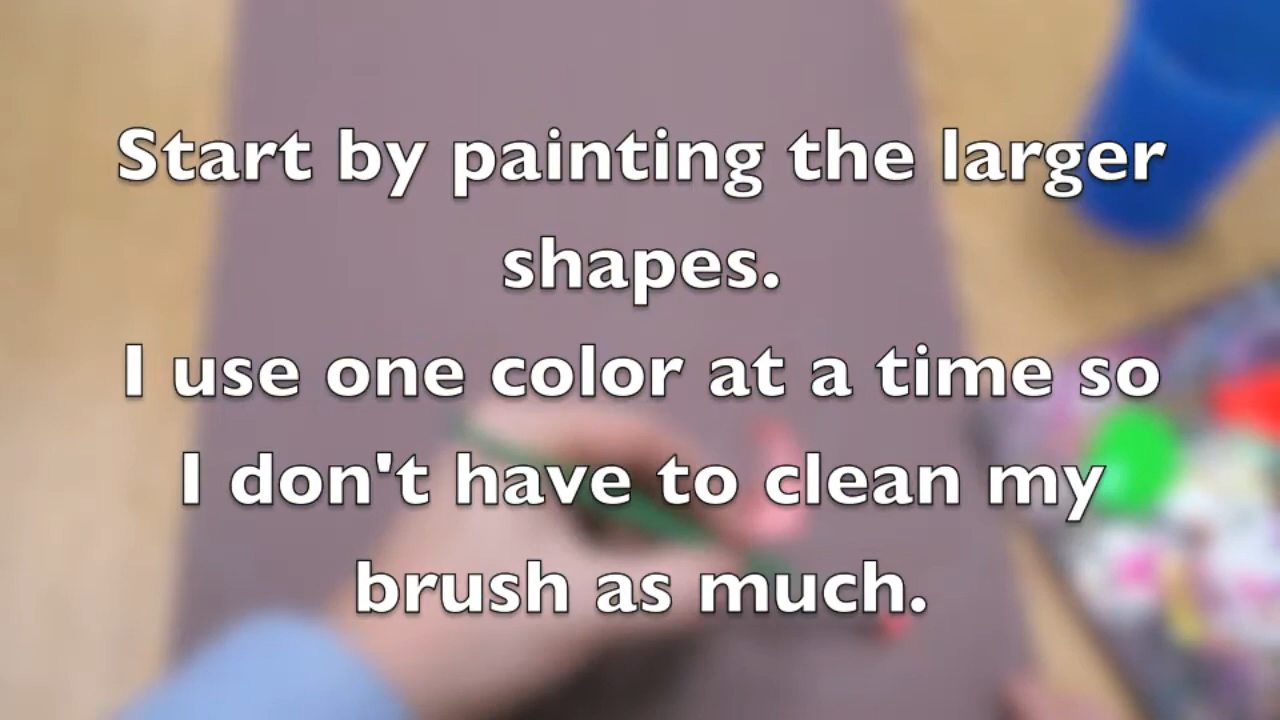 Start by painting the larger
shapes.
I use one color at a time so
I don't have to clean my
brush as much.